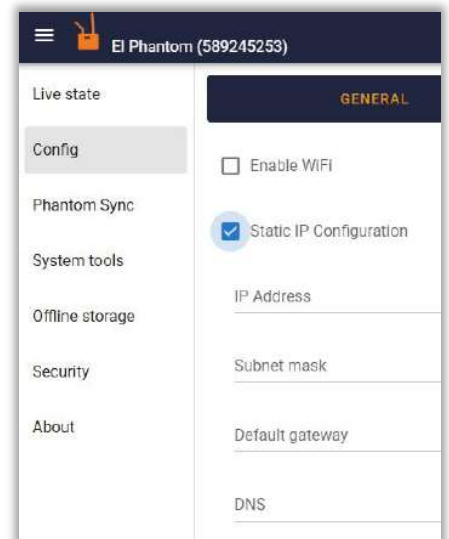 El Phantom (589245253)
Live state
Config
Phantom Sync
System tools
Offline storage
Security
About
GENERAL
Enable WiFi
Static IP Configuration
IP Address
Subnet mask
Default gateway
DNS